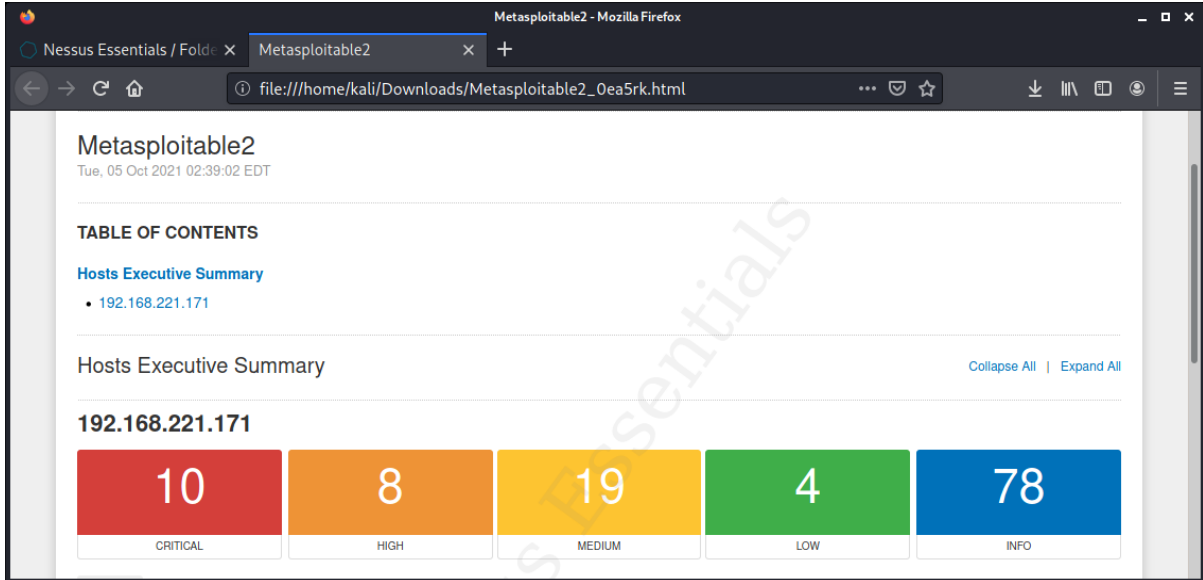 Metasploitable2 - Mozilla Firefox
Nessus Essentials / Folde
Metasploitable2
file:///home/kali/Downloads/Metasploitable2_0ea5rk.html
Metasploitable2
Tue, 05 Oct 2021 02:39:02 EDT
TABLE OF CONTENTS
Hosts Executive Summary
• 192.168.221.171
Hosts Executive Summary
Collapse All | Expand All
192.168.221.171
10 8 19 4 78
CRITICAL HIGH MEDIUM LOW INFO
Essentials